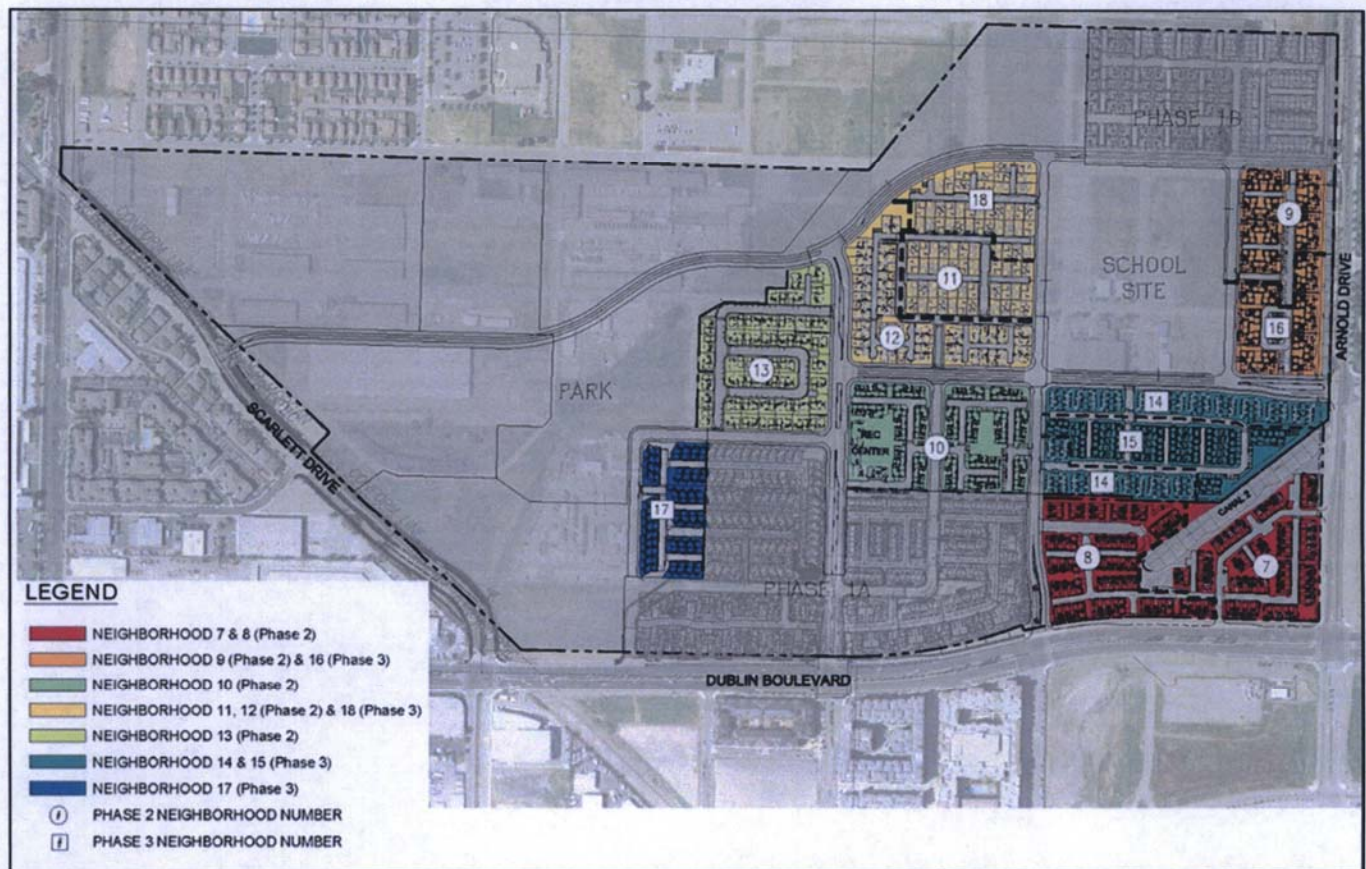 PHASE 1B
18
9
SCHOOL
SITE
11
ARNOLD DRIVE
12
16
13
PARK
14
SCARLETT DRIVE
REC
CENTER
10
15
14
CANAL 2
17
8
7
PHASE 1A
DUBLIN BOULEVARD
LEGEND
NEIGHBORHOOD 7 & 8 (Phase 2)
NEIGHBORHOOD 9 (Phase 2) & 16 (Phase 3)
NEIGHBORHOOD 10 (Phase 2)
NEIGHBORHOOD 11, 12 (Phase 2) & 18 (Phase 3)
NEIGHBORHOOD 13 (Phase 2)
NEIGHBORHOOD 14 & 15 (Phase 3)
NEIGHBORHOOD 17 (Phase 3)
# PHASE 2 NEIGHBORHOOD NUMBER
# PHASE 3 NEIGHBORHOOD NUMBER